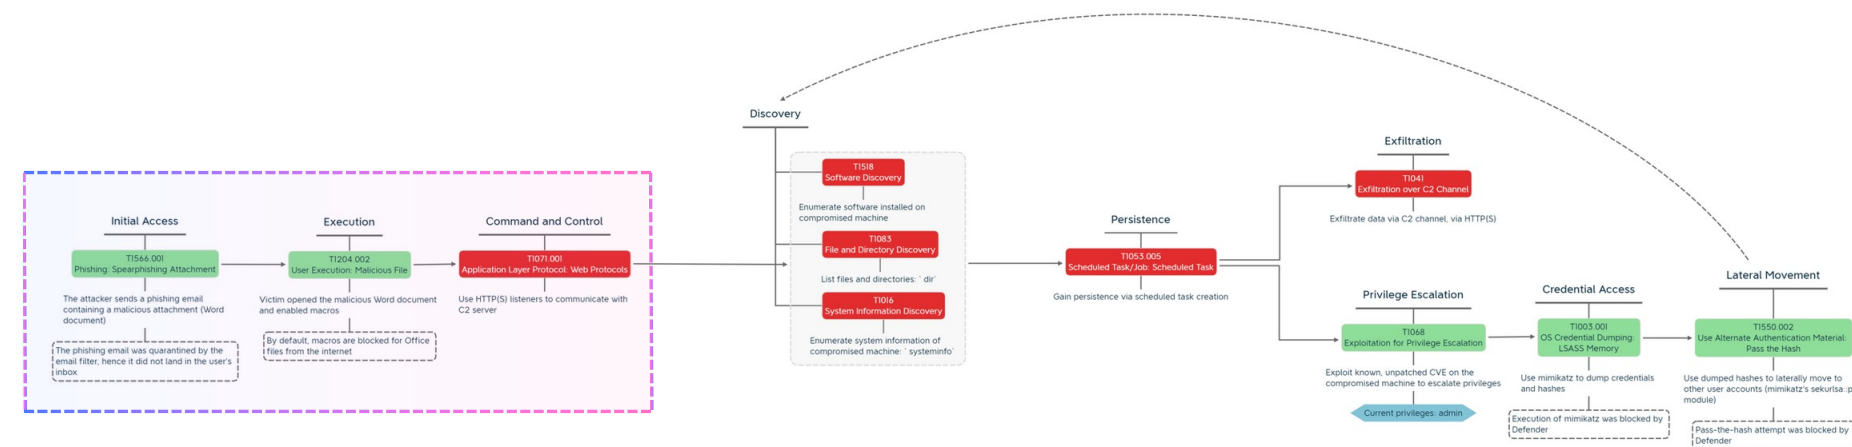 Initial Access
T1566.001
Phishing: Spearphishing Attachment
The attacker sends a phishing email
containing a malicious attachment (Word
document)
The phishing email was quarantined by the
email filter, hence it did not land in the user's
inbox
Execution
T1204.002
User Execution: Malicious File
Victim opened the malicious Word document
and enabled macros
By default, macros are blocked for Office
files from the internet
Command and Control
T1071.001
Application Layer Protocol: Web Protocols
Use HTTP(S) listeners to communicate with
C2 server
Discovery
T1518
Software Discovery
Enumerate software installed on
compromised machine
T1083
File and Directory Discovery
List files and directories: ` dir`
T1016
System Information Discovery
Enumerate system information of
compromised machine: ` systeminfo`
Persistence
T1053.005
Scheduled Task/Job: Scheduled Task
Gain persistence via scheduled task creation
Exfiltration
T1041
Exfiltration over C2 Channel
Exfiltrate data via C2 channel, via HTTP(S)
Privilege Escalation
T1068
Exploitation for Privilege Escalation
Exploit known, unpatched CVE on the
compromised machine to escalate privileges
Current privileges: admin
Credential Access
T1003.001
OS Credential Dumping:
LSASS Memory
Use mimikatz to dump credentials
and hashes
Execution of mimikatz was blocked by
Defender
Lateral Movement
T1550.002
Use Alternate Authentication Material:
Pass the Hash
Use dumped hashes to laterally move to
other user accounts (mimikatz's sekurlsa::p
module)
Pass-the-hash attempt was blocked by
Defender